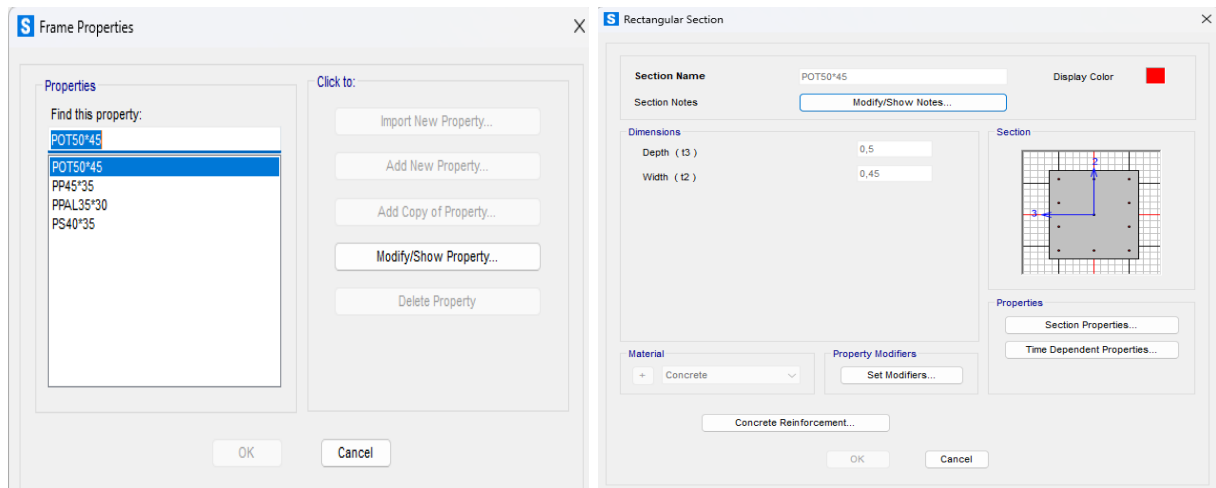 S Frame Properties
X
Properties
Find this property:
POT50*45
POT50*45
PP45*35
PPAL35*30
PS40*35
Click to:
Import New Property...
Add New Property...
Add Copy of Property...
Modify/Show Property...
Delete Property
OK Cancel
S Rectangular Section
X
Section Name POT50*45 Display Color
Section Notes Modify/Show Notes...
Dimensions
Depth ( t3 ) 0,5
Width ( t2 ) 0,45
Section
2
3
Properties
Section Properties...
Time Dependent Properties...
Material
+ Concrete
Property Modifiers
Set Modifiers...
Concrete Reinforcement...
OK Cancel